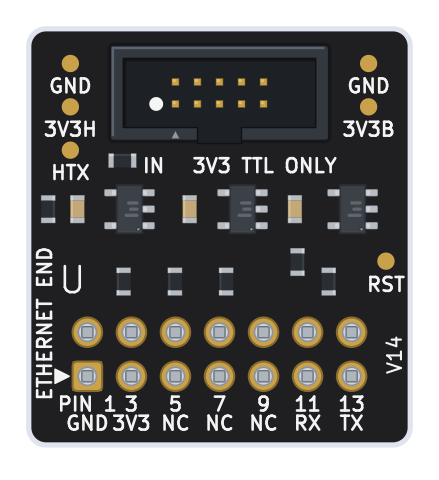 GND
GND
3V3H
3V3B
HTX
IN
3V3 TTL ONLY
ETHERNET END
U
RST
V14
PIN 1 3 5 7 9 11 13
GND 3V3 NC NC NC RX TX